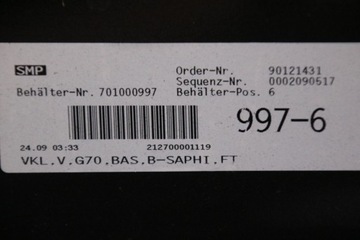 SMP Order-Nr. 90121431
Sequenz-Nr. 0002090617
Behälter-Nr. 701000997 Behälter-Pos. 6
997-6
24.09 03:33 212700001119
VKL.V.G70.BAS.B-SAPHI.FT